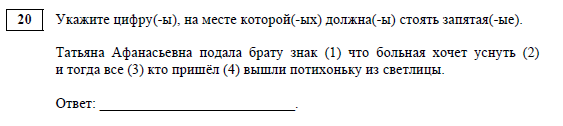 20 Укажите цифру(-ы), на месте которой(-ых) должна(-ы) стоять запятая(-ые).
Татьяна Афанасьевна подала брату знак (1) что больная хочет уснуть (2)
и тогда все (3) кто пришёл (4) вышли потихоньку из светлицы.
Ответ: ___________________________.